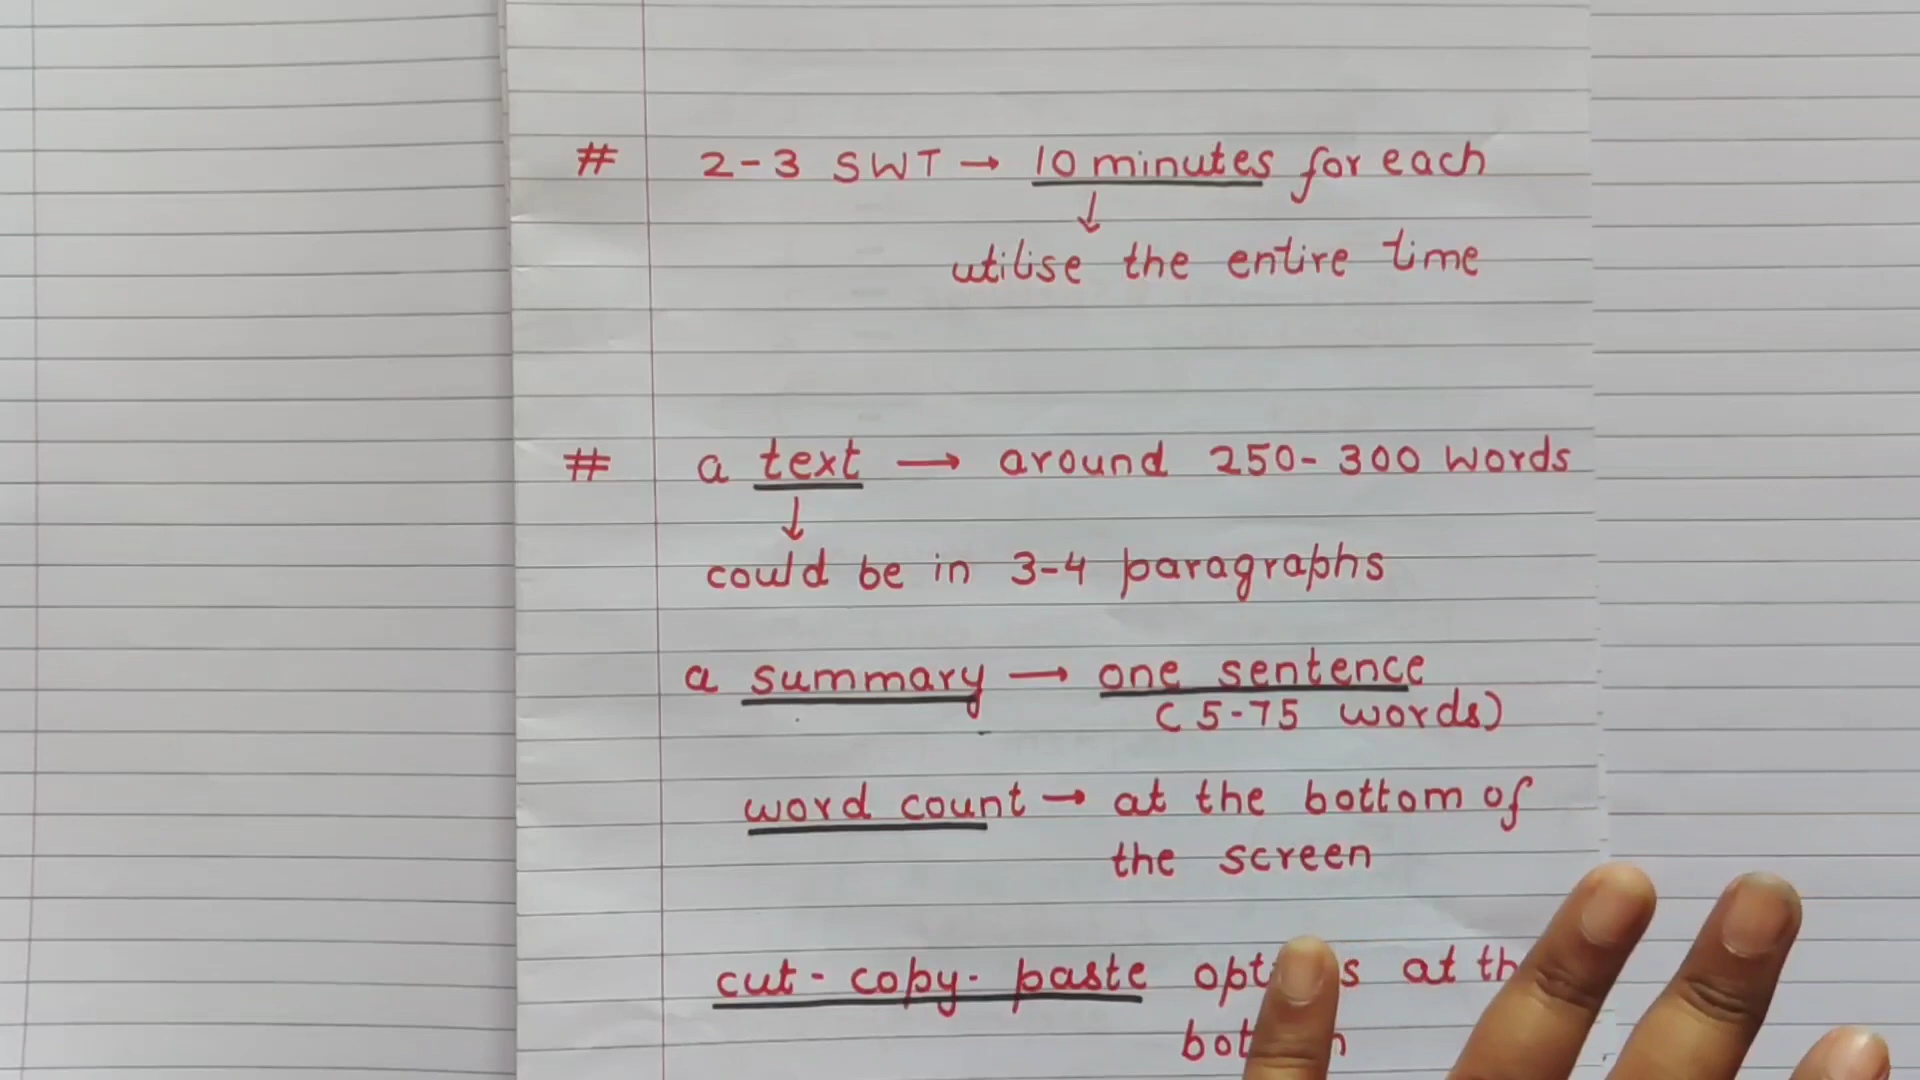 # 2-3 SWT → 10 minutes for each
↓
utilise the entire time
# a text → around 250-300 words
↓
could be in 3-4 paragraphs
a summary → one sentence
(5-75 words)
word count → at the bottom of
the screen
cut-copy-paste at